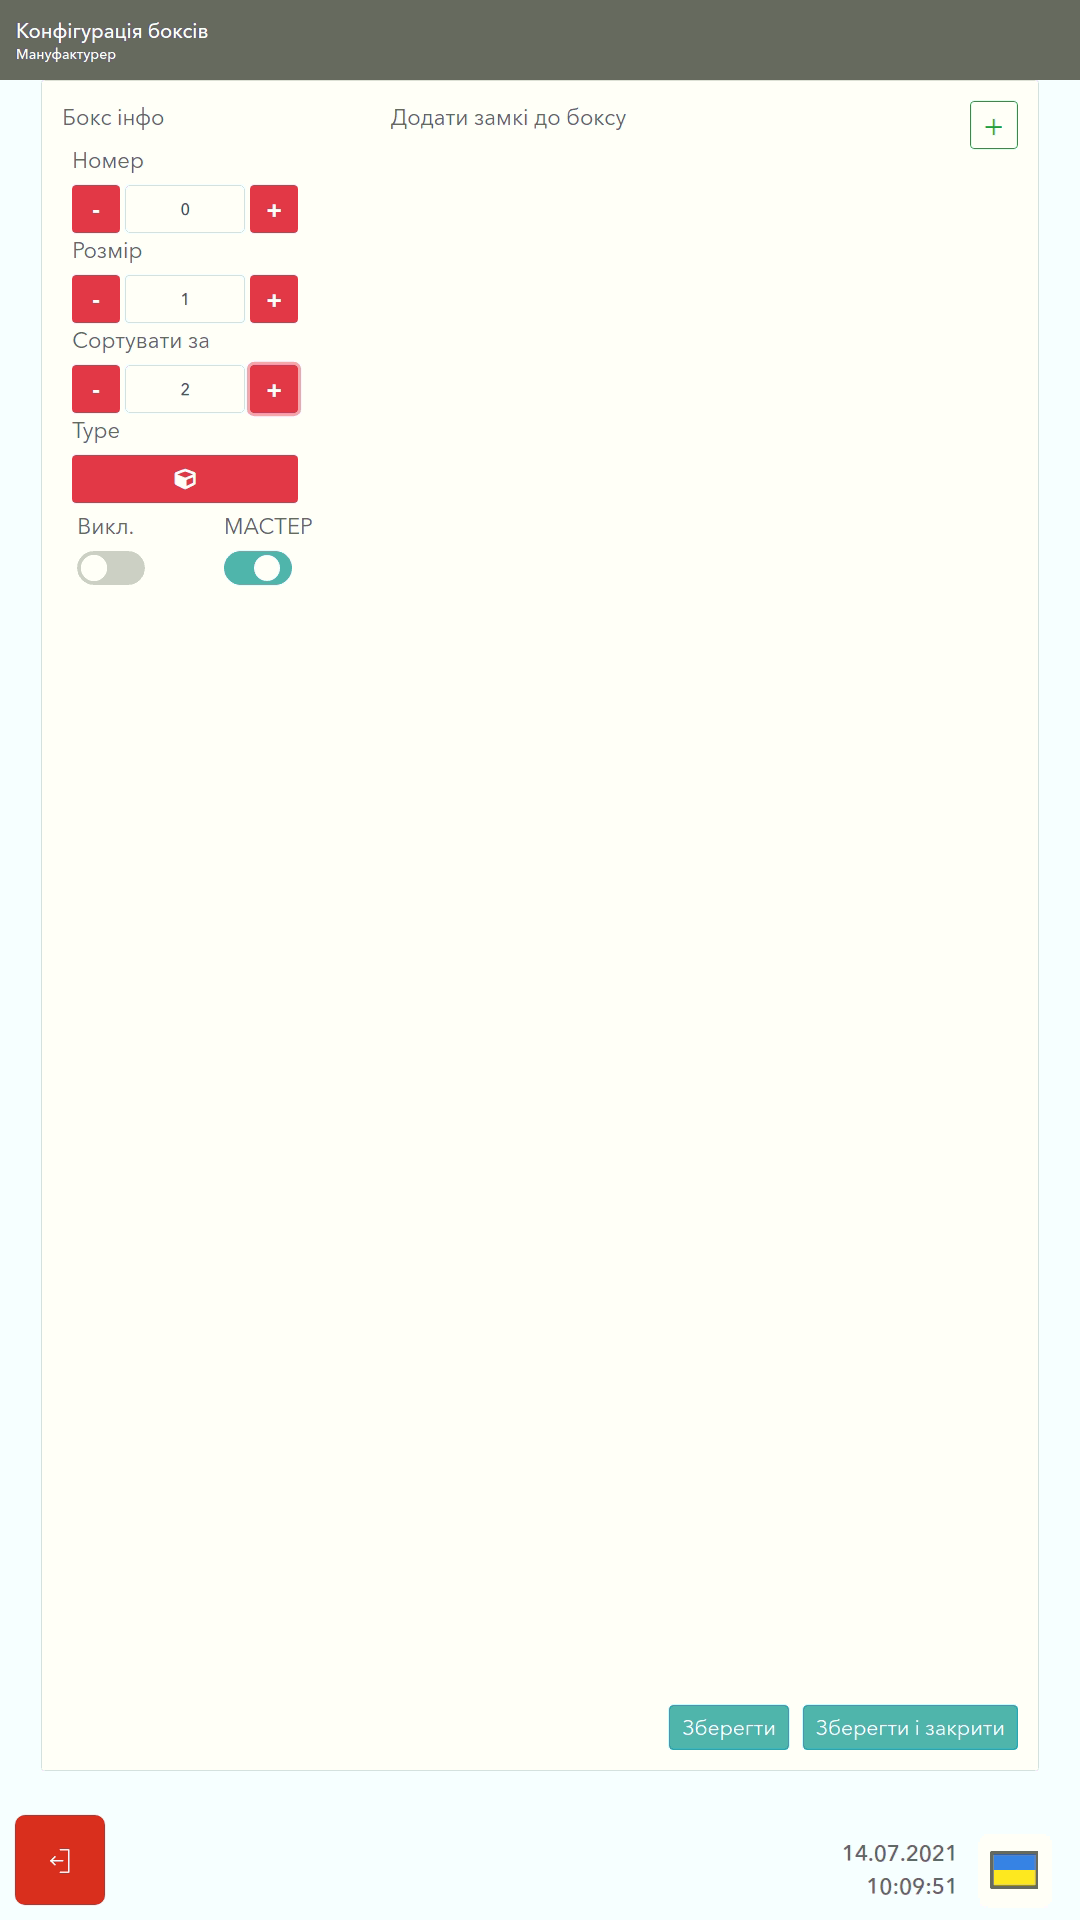 Конфігурація боксів
Мануфактурер
Бокс інфо
Додати замкі до боксу
+
Номер
- 0 +
Розмір
- 1 +
Сортувати за
- 2 +
Type
Викл.
МАСТЕР
Зберегти
Зберегти і закрити
14.07.2021
10:09:51